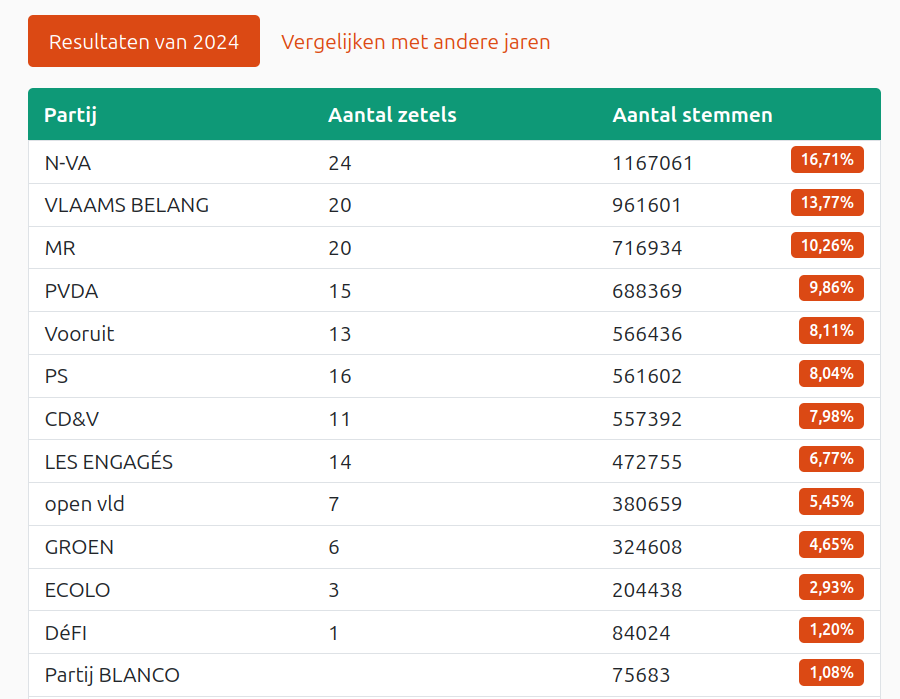 Resultaten van 2024 Vergelijken met andere jaren
Partij Aantal zetels Aantal stemmen
N-VA 24 1167061 16,71%
VLAAMS BELANG 20 961601 13,77%
MR 20 716934 10,26%
PVDA 15 688369 9,86%
Vooruit 13 566436 8,11%
PS 16 561602 8,04%
CD&V 11 557392 7,98%
LES ENGAGÉS 14 472755 6,77%
open vld 7 380659 5,45%
GROEN 6 324608 4,65%
ECOLO 3 204438 2,93%
DéFI 1 84024 1,20%
Partij BLANCO 75683 1,08%